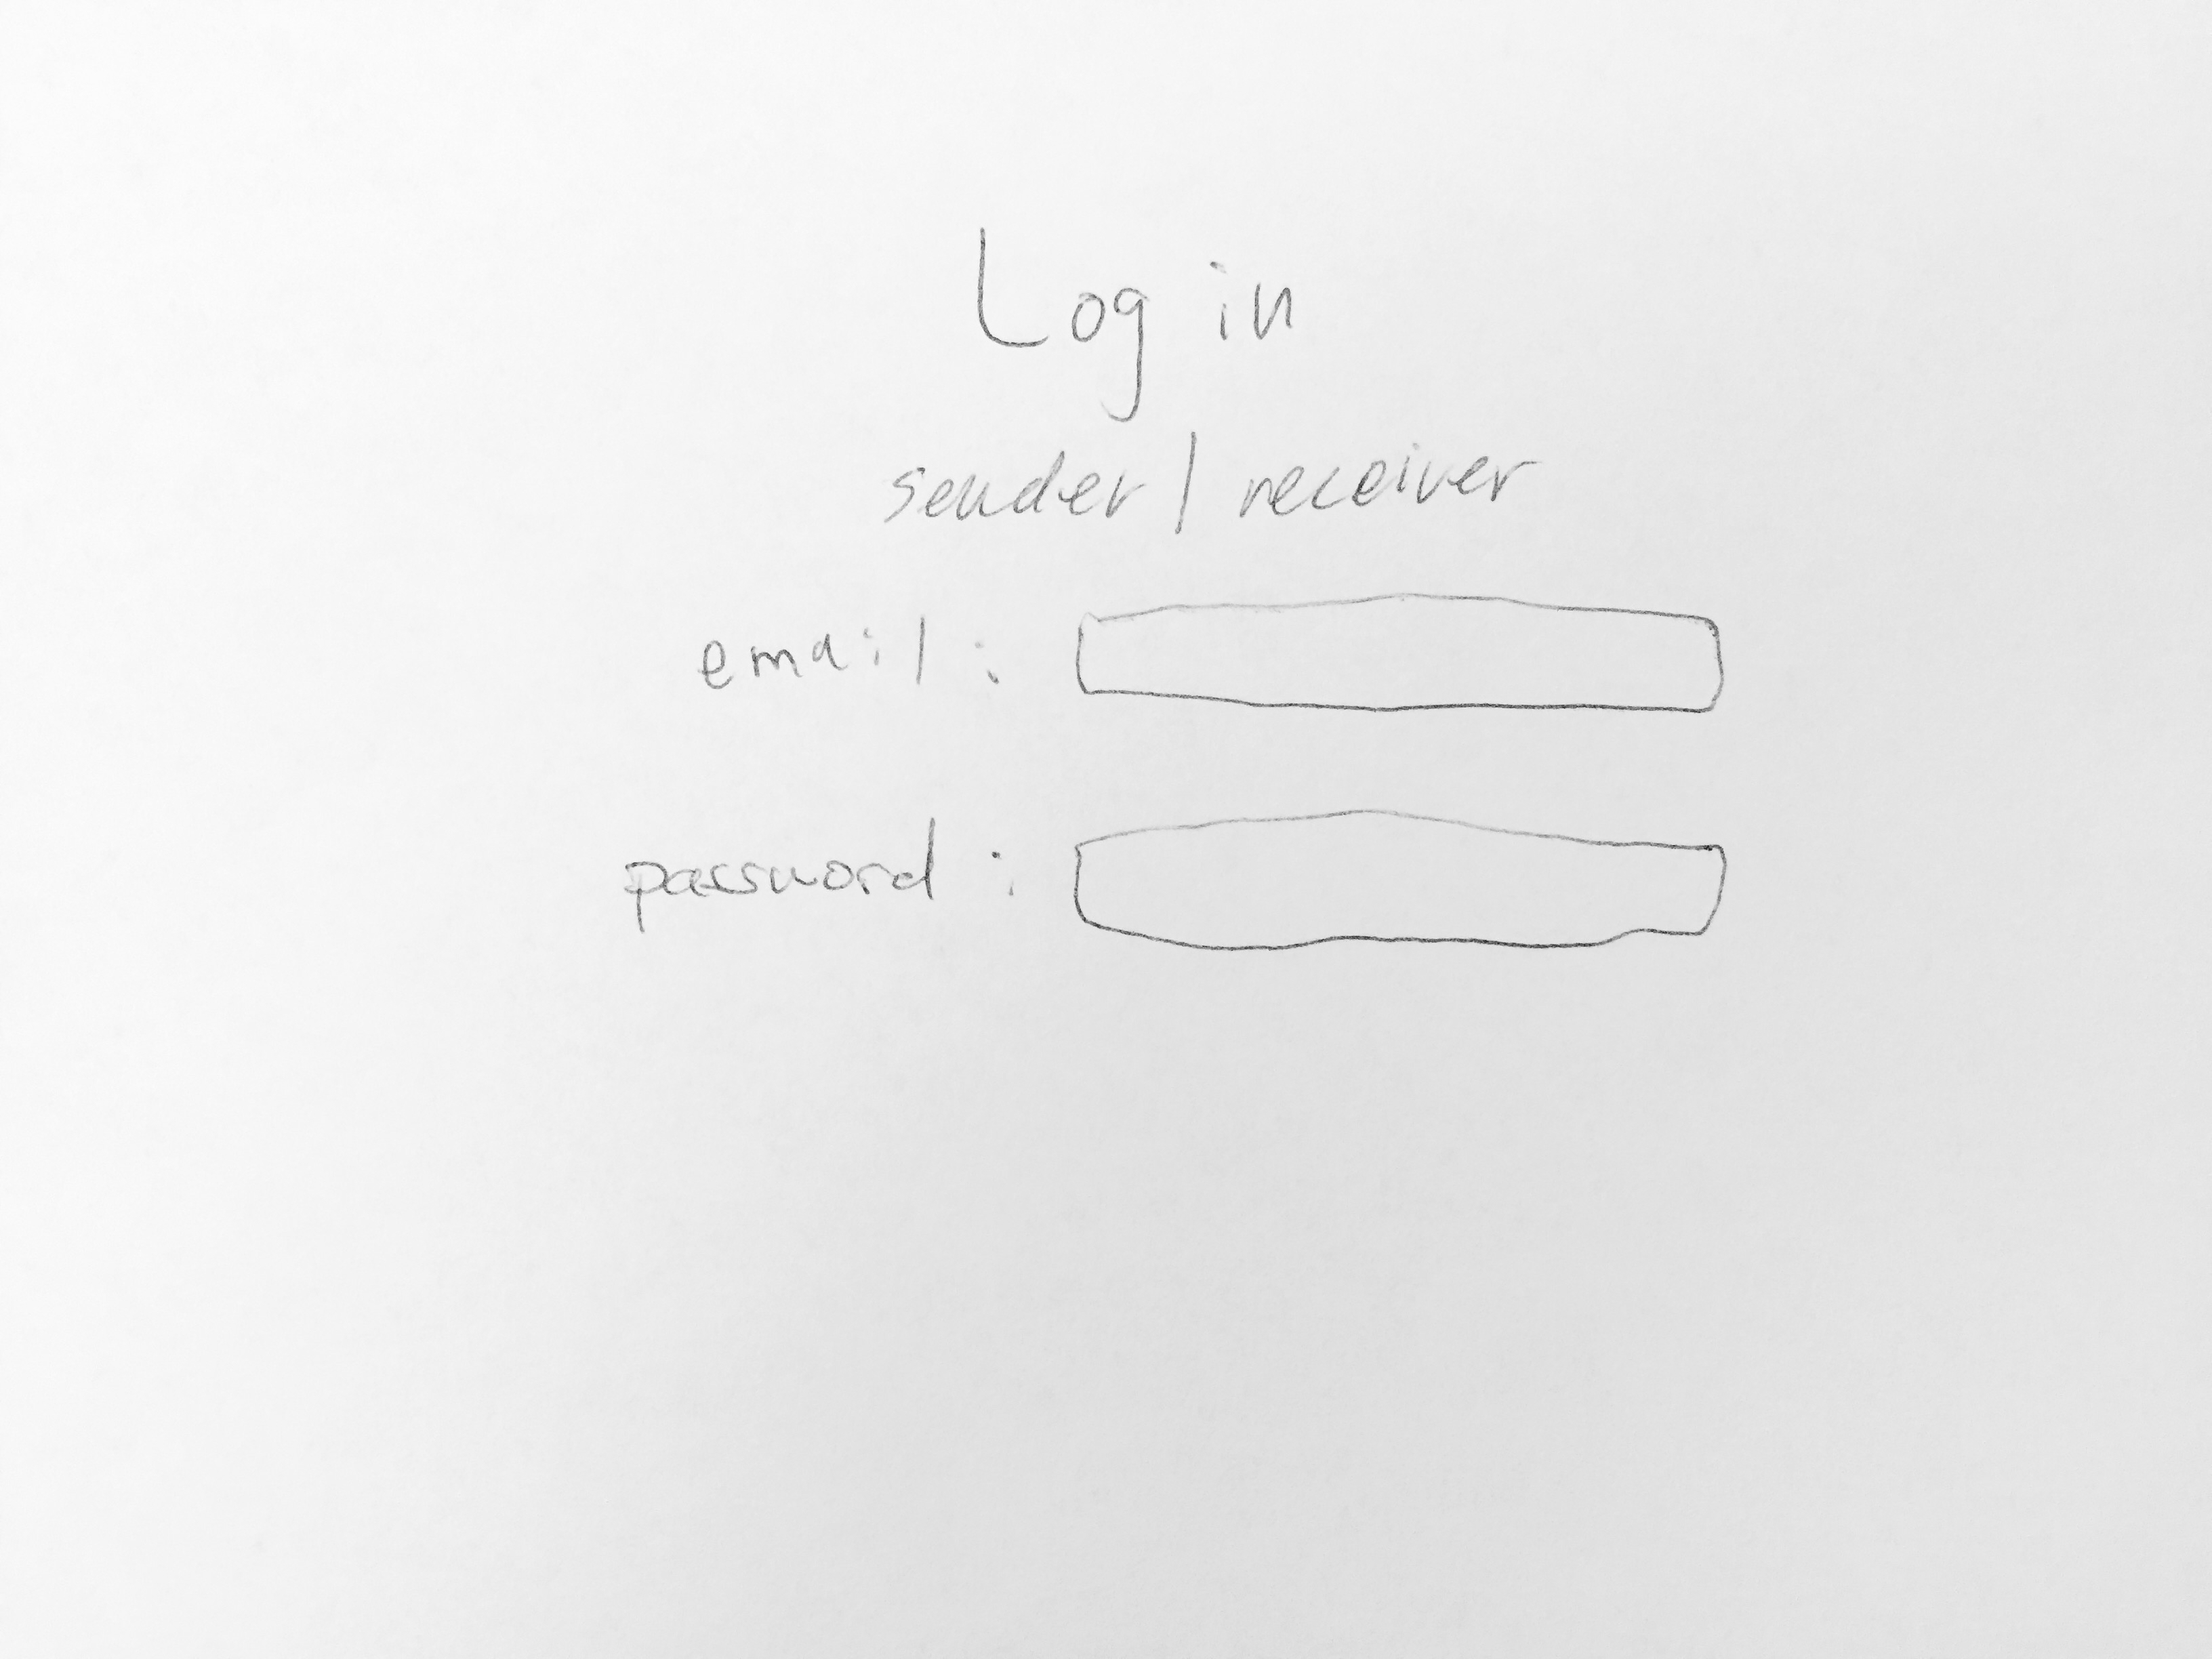 Log in
sender / receiver
email :
password :